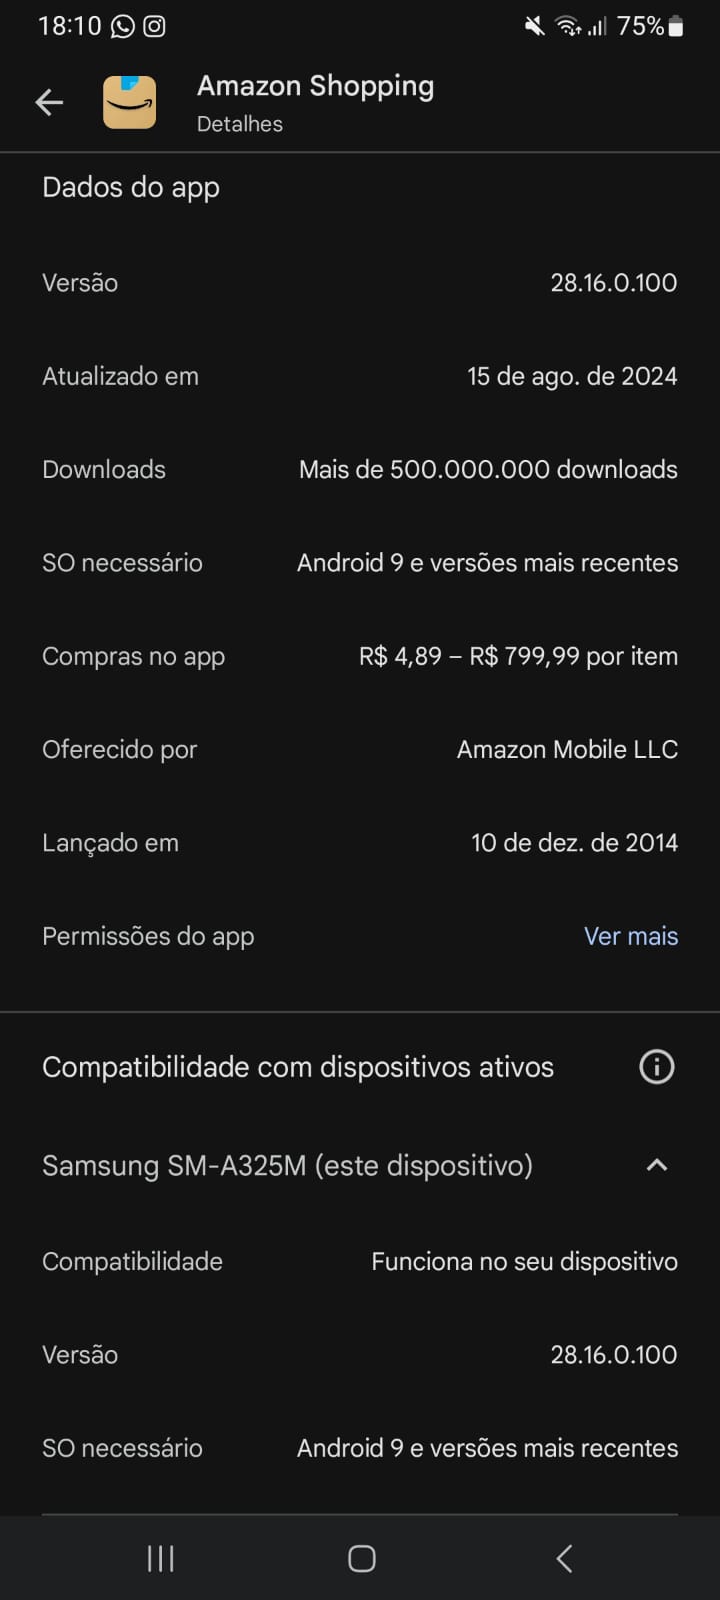 18:10 75%
Amazon Shopping
Detalhes
Dados do app
Versão 28.16.0.100
Atualizado em 15 de ago. de 2024
Downloads Mais de 500.000.000 downloads
SO necessário Android 9 e versões mais recentes
Compras no app R$ 4,89 – R$ 799,99 por item
Oferecido por Amazon Mobile LLC
Lançado em 10 de dez. de 2014
Permissões do app Ver mais
Compatibilidade com dispositivos ativos
Samsung SM-A325M (este dispositivo)
Compatibilidade Funciona no seu dispositivo
Versão 28.16.0.100
SO necessário Android 9 e versões mais recentes